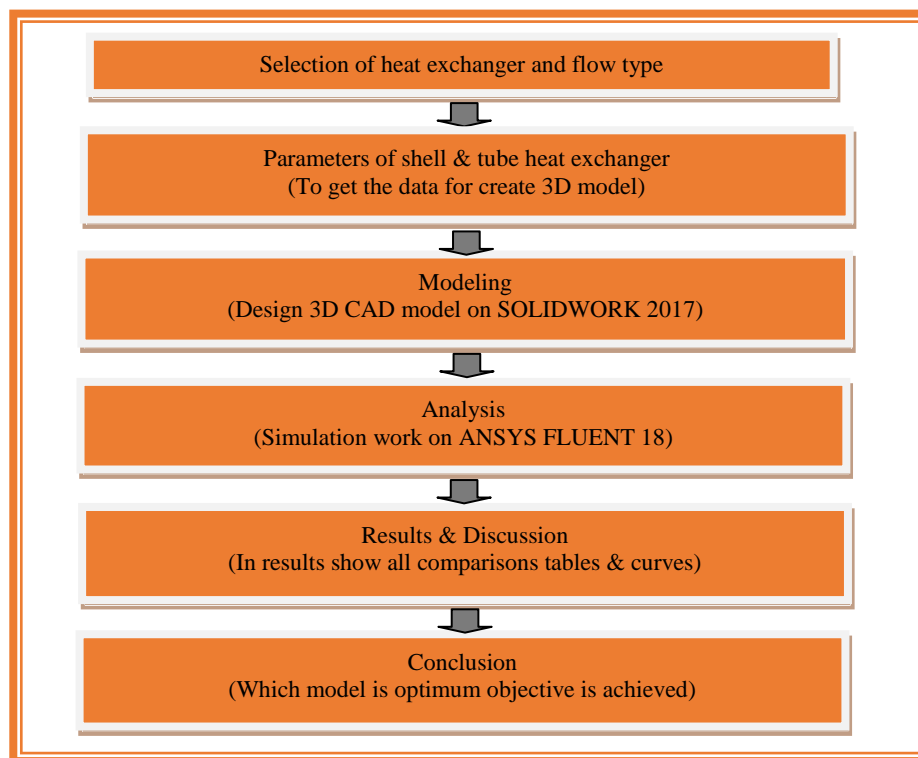 Selection of heat exchanger and flow type
Parameters of shell & tube heat exchanger
(To get the data for create 3D model)
Modeling
(Design 3D CAD model on SOLIDWORK 2017)
Analysis
(Simulation work on ANSYS FLUENT 18)
Results & Discussion
(In results show all comparisons tables & curves)
Conclusion
(Which model is optimum objective is achieved)